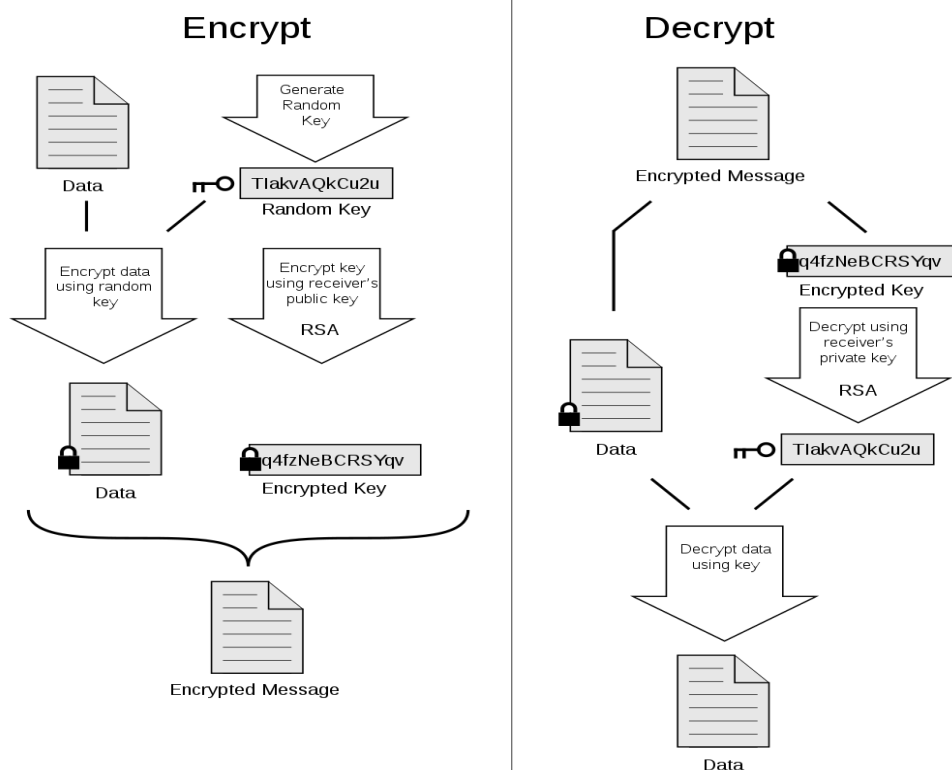 Encrypt
Generate
Random
Key
Data
TIakvAQkCu2u
Random Key
Encrypt data
using random
key
Encrypt key
using receiver's
public key
RSA
Data
q4fzNeBCRSYqv
Encrypted Key
Encrypted Message
Decrypt
Encrypted Message
q4fzNeBCRSYqv
Encrypted Key
Decrypt using
receiver's
private key
RSA
Data
TIakvAQkCu2u
Decrypt data
using key
Data